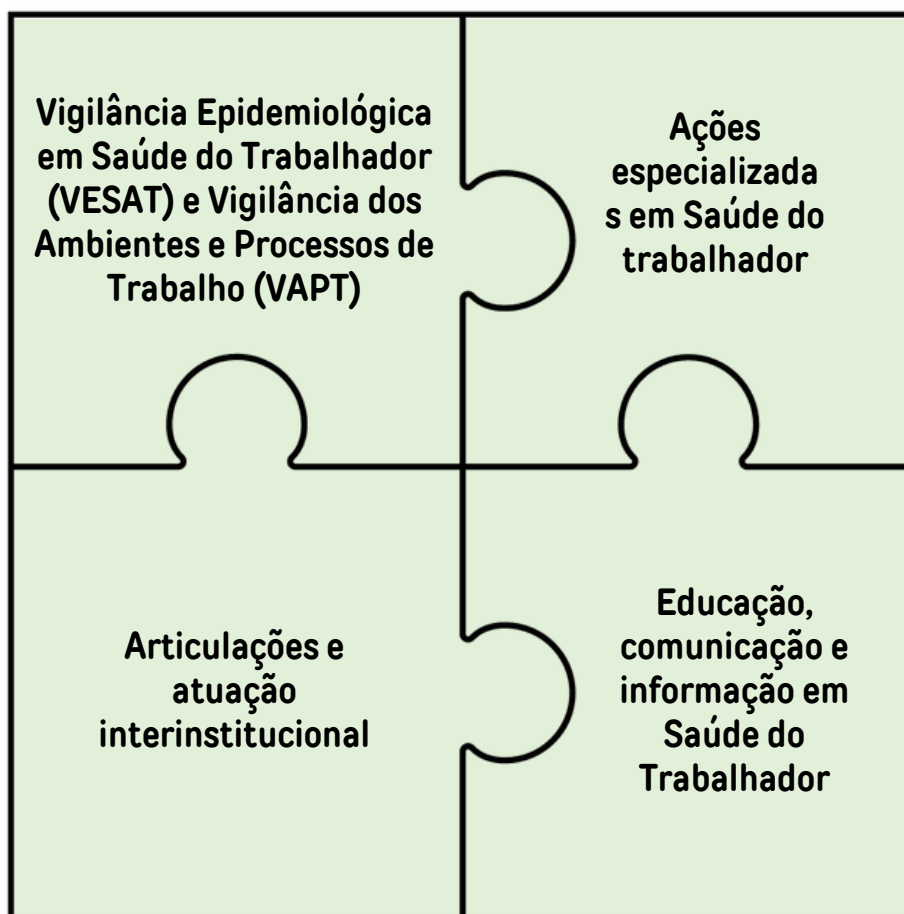 Vigilância Epidemiológica
em Saúde do Trabalhador
(VESAT) e Vigilância dos
Ambientes e Processos de
Trabalho (VAPT)
Ações
especializada
s em Saúde do
trabalhador
Articulações e
atuação
interinstitucional
Educação,
comunicação e
informação em
Saúde do
Trabalhador